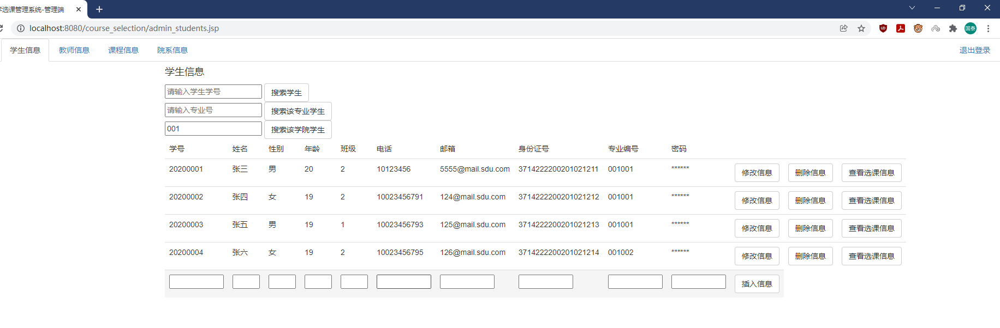 学选课管理系统-管理端
localhost:8080/course_selection/admin_students.jsp
国泰
学生信息 教师信息 课程信息 院系信息 退出登录
学生信息
请输入学生学号 搜索学生
请输入专业号 搜索该专业学生
001 搜索该学院学生
学号 姓名 性别 年龄 班级 电话 邮箱 身份证号 专业编号 密码
20200001 张三 男 20 2 10123456 5555@mail.sdu.com 3714222200201021211 001001 ****** 修改信息 删除信息 查看选课信息
20200002 张四 女 19 2 10023456791 124@mail.sdu.com 3714222200201021212 001001 ****** 修改信息 删除信息 查看选课信息
20200003 张五 男 19 1 10023456793 125@mail.sdu.com 3714222200201021213 001001 ****** 修改信息 删除信息 查看选课信息
20200004 张六 女 19 2 10023456795 126@mail.sdu.com 3714222200201021214 001002 ****** 修改信息 删除信息 查看选课信息
插入信息